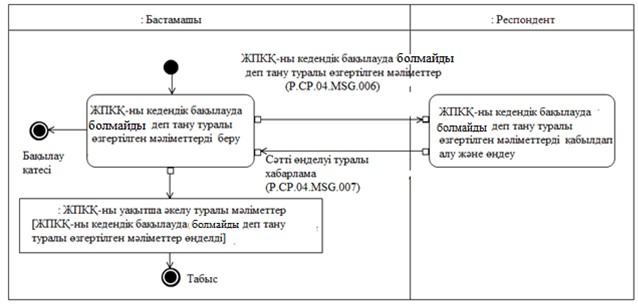 : Бастамашы
: Респондент
ЖПКҚ-ны кедендік бақылауда болмайды
деп тану туралы өзгертілген мәліметтер
(P.CP.04.MSG.006)
ЖПКҚ-ны кедендік бақылауда
болмайды деп тану туралы
өзгертілген мәліметтерді беру
ЖПКҚ-ны кедендік бақылауда
болмайды деп тану туралы
өзгертілген мәліметтерді қабылдап
алу және өңдеу
Бақылау
қатесі
Сәтті өңделуі туралы
хабарлама
(P.CP.04.MSG.007)
: ЖПКҚ-ны уақытша әкелу туралы мәліметтер
[ЖПКҚ-ны кедендік бақылауда болмайды деп тану
туралы өзгертілген мәліметтер өңделді]
Табыс